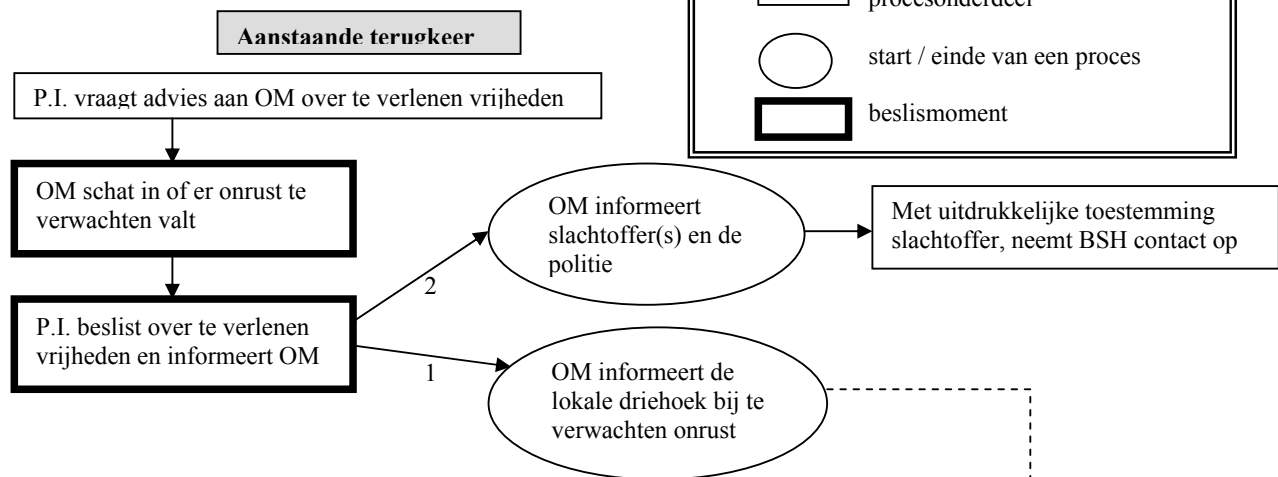 procesonderdeel
Aanstaande terugkeer
start / einde van een proces
P.I. vraagt advies aan OM over te verlenen vrijheden
beslismoment
OM schat in of er onrust te
verwachten valt
OM informeert
slachtoffer(s) en de
politie
Met uitdrukkelijke toestemming
slachtoffer, neemt BSH contact op
2
P.I. beslist over te verlenen
vrijheden en informeert OM
1
OM informeert de
lokale driehoek bij te
verwachten onrust